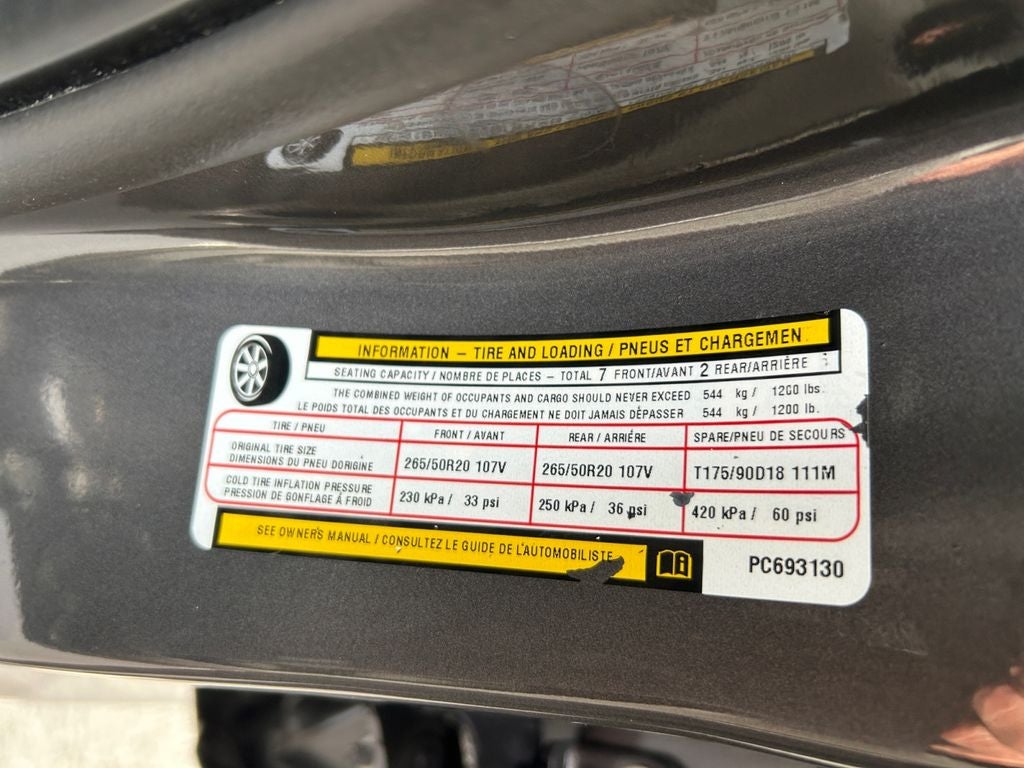 INFORMATION – TIRE AND LOADING / PNEUS ET CHARGEMEN
SEATING CAPACITY / NOMBRE DE PLACES – TOTAL 7 FRONT/AVANT 2 REAR/ARRIÈRE
THE COMBINED WEIGHT OF OCCUPANTS AND CARGO SHOULD NEVER EXCEED 544 kg / 1200 lbs.
LE POIDS TOTAL DES OCCUPANTS ET DU CHARGEMENT NE DOIT JAMAIS DÉPASSER 544 kg / 1200 lb.
TIRE / PNEU FRONT / AVANT REAR / ARRIÉRE SPARE/PNEU DE SECOURS
ORIGINAL TIRE SIZE
DIMENSIONS DU PNEU DORIGINE 265/50R20 107V 265/50R20 107V T175/90D18 111M
COLD TIRE INFLATION PRESSURE
PRESSION DE GONFLAGE Á FROID 230 kPa / 33 psi 250 kPa / 36 psi 420 kPa / 60 psi
SEE OWNER'S MANUAL / CONSULTEZ LE GUIDE DE L'AUTOMOBILISTE
PC693130